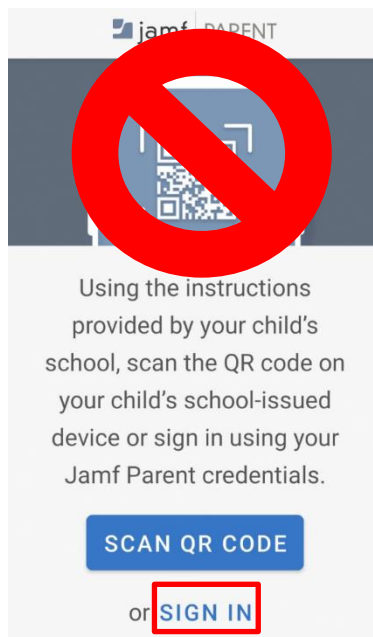 jamf PARENT
Using the instructions
provided by your child's
school, scan the QR code on
your child's school-issued
device or sign in using your
Jamf Parent credentials.
SCAN QR CODE
or SIGN IN